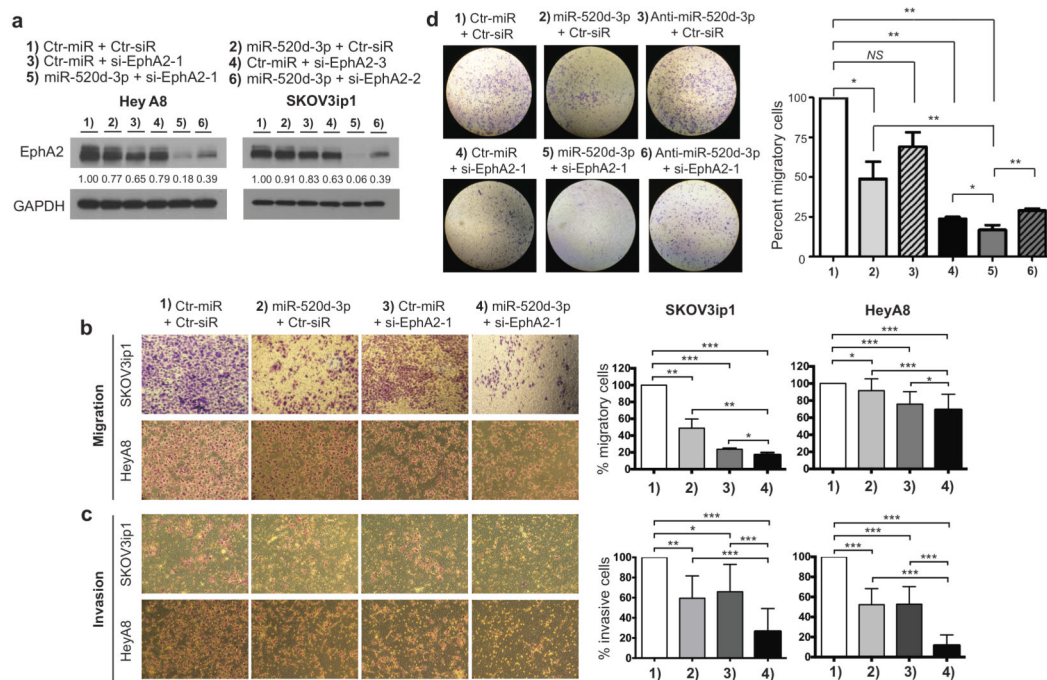 a
1) Ctr-miR + Ctr-siR 2) miR-520d-3p + Ctr-siR
3) Ctr-miR + si-EphA2-1 4) Ctr-miR + si-EphA2-3
5) miR-520d-3p + si-EphA2-1 6) miR-520d-3p + si-EphA2-2
Hey A8 SKOV3ip1
1) 2) 3) 4) 5) 6) 1) 2) 3) 4) 5) 6)
EphA2
1.00 0.77 0.65 0.79 0.18 0.39 1.00 0.91 0.83 0.63 0.06 0.39
GAPDH
d
1) Ctr-miR 2) miR-520d-3p 3) Anti-miR-520d-3p
+ Ctr-siR + Ctr-siR + Ctr-siR
4) Ctr-miR 5) miR-520d-3p 6) Anti-miR-520d-3p
+ si-EphA2-1 + si-EphA2-1 + si-EphA2-1
**
**
NS
*
**
**
*
Percent migratory cells
100
75
50
25
0
1) 2) 3) 4) 5) 6)
b
1) Ctr-miR 2) miR-520d-3p 3) Ctr-miR 4) miR-520d-3p
+ Ctr-siR + Ctr-siR + si-EphA2-1 + si-EphA2-1
Migration
SKOV3ip1
HeyA8
SKOV3ip1 HeyA8
***
***
**
**
*
% migratory cells
100
80
60
40
20
0
1) 2) 3) 4)
***
***
*
***
*
100
80
60
40
20
0
1) 2) 3) 4)
c
Invasion
SKOV3ip1
HeyA8
***
*
**
***
***
% invasive cells
100
80
60
40
20
0
1) 2) 3) 4)
***
***
***
***
***
100
80
60
40
20
0
1) 2) 3) 4)